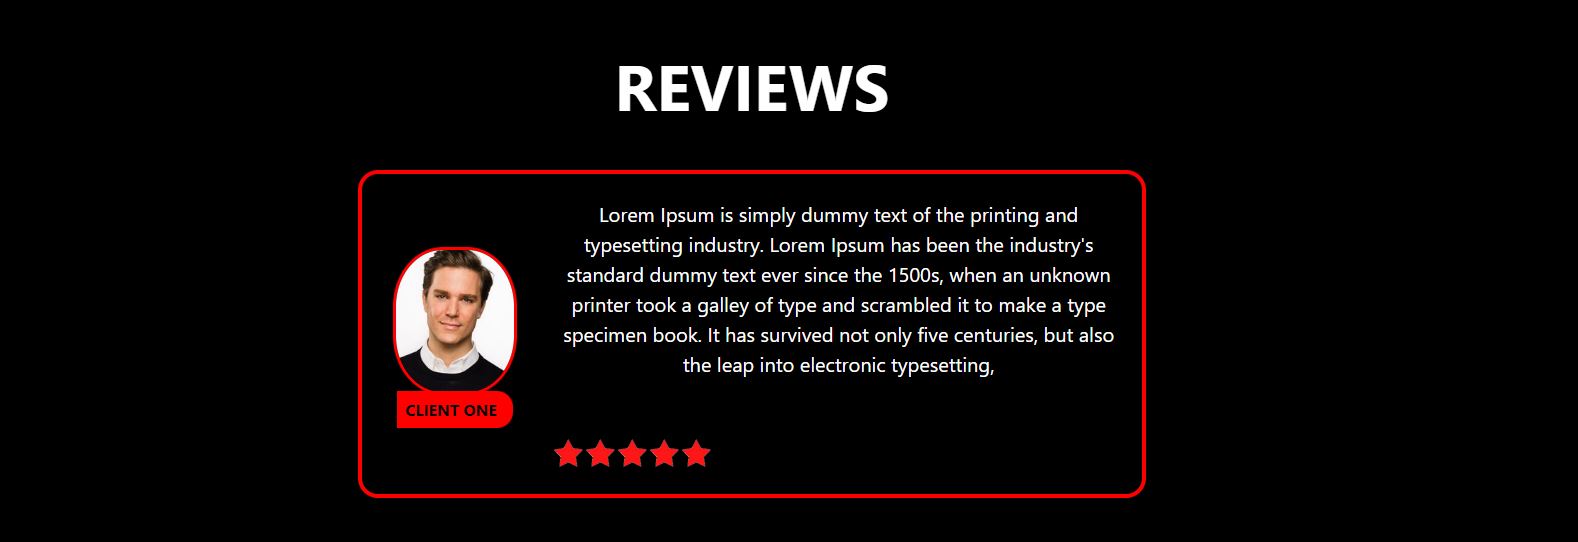 REVIEWS
Lorem Ipsum is simply dummy text of the printing and
typesetting industry. Lorem Ipsum has been the industry's
standard dummy text ever since the 1500s, when an unknown
printer took a galley of type and scrambled it to make a type
specimen book. It has survived not only five centuries, but also
the leap into electronic typesetting,
CLIENT ONE